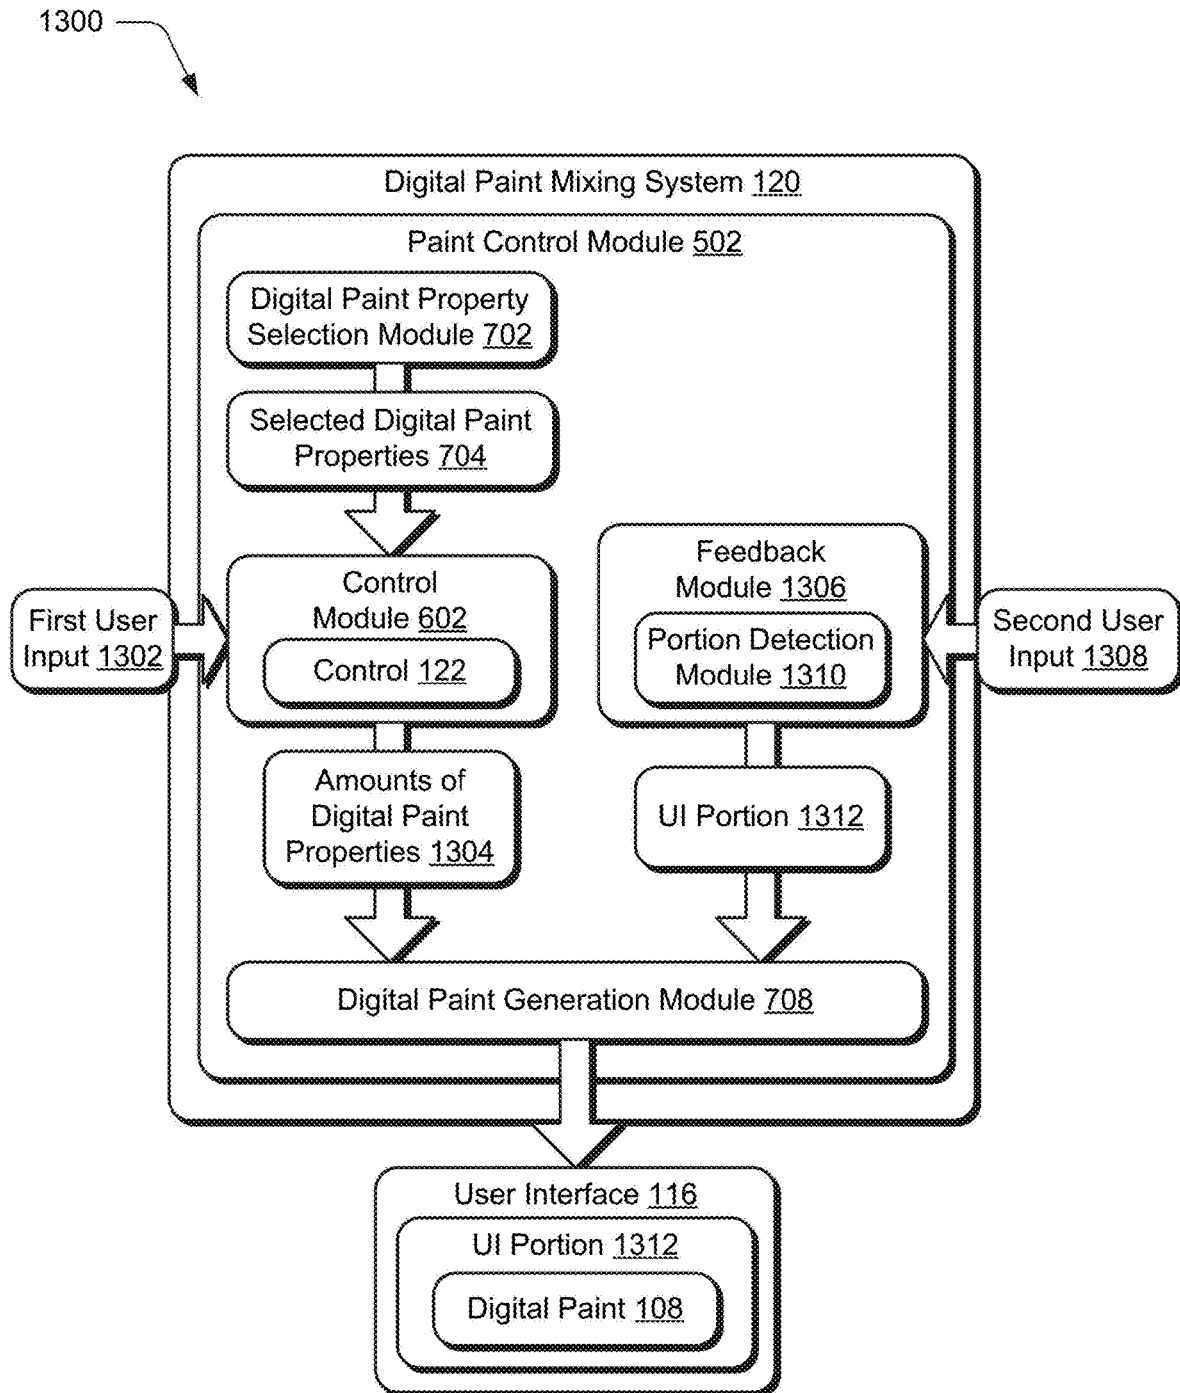 1300
Digital Paint Mixing System 120
Paint Control Module 502
Digital Paint Property
Selection Module 702
Selected Digital Paint
Properties 704
First User
Input 1302
Control
Module 602
Control 122
Feedback
Module 1306
Portion Detection
Module 1310
Second User
Input 1308
Amounts of
Digital Paint
Properties 1304
UI Portion 1312
Digital Paint Generation Module 708
User Interface 116
UI Portion 1312
Digital Paint 108